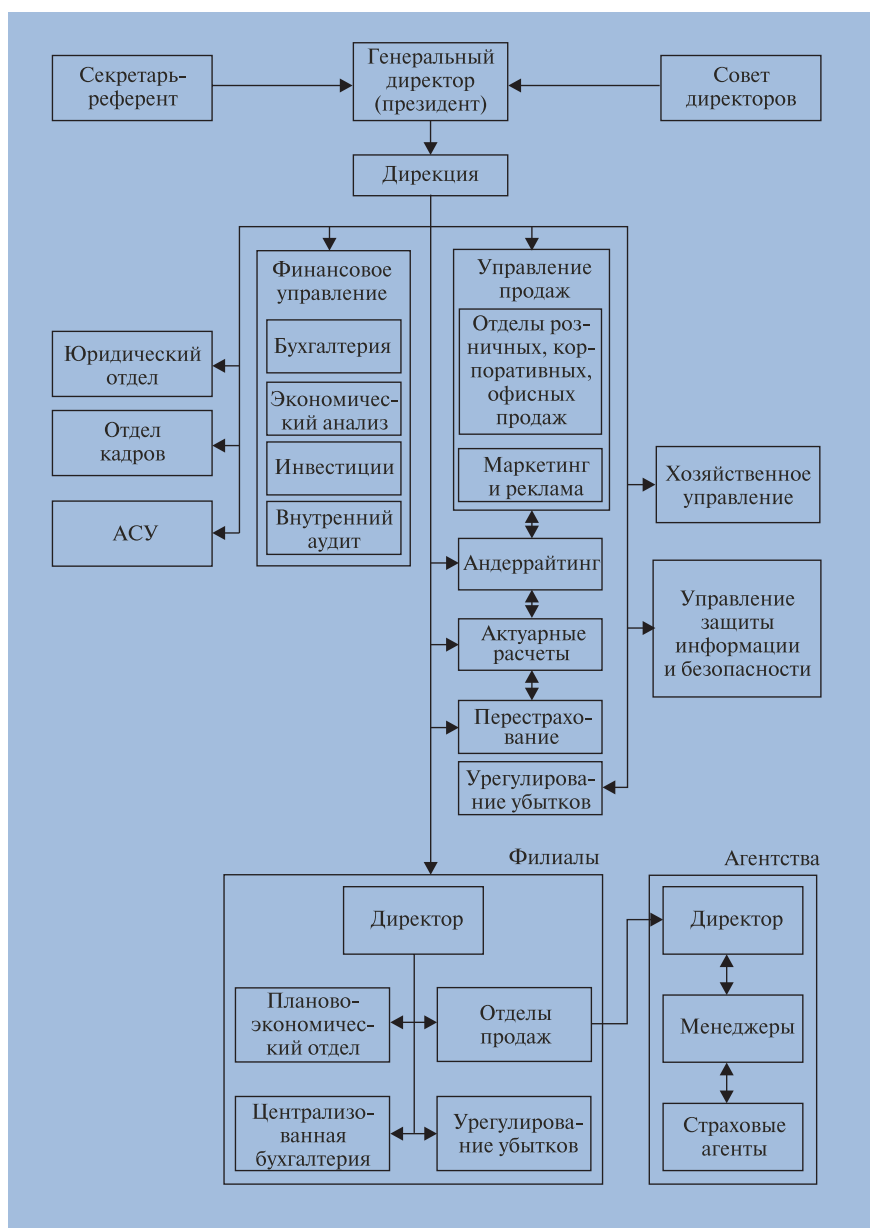 Секретарь-
референт
Генеральный
директор
(президент)
Совет
директоров
Дирекция
Финансовое
управление
Бухгалтерия
Экономичес-
кий анализ
Инвестиции
Внутренний
аудит
Управление
продаж
Отделы роз-
ничных, кор-
поративных,
офисных
продаж
Маркетинг
и реклама
Юридический
отдел
Отдел
кадров
АСУ
Хозяйственное
управление
Андеррайтинг
Управление
защиты
информации
и безопасности
Актуарные
расчеты
Перестрахо-
вание
Урегулирова-
ние убытков
Филиалы
Директор
Планово-
экономичес-
кий отдел
Отделы
продаж
Централизо-
ванная
бухгалтерия
Урегулирова-
ние убытков
Агентства
Директор
Менеджеры
Страховые
агенты